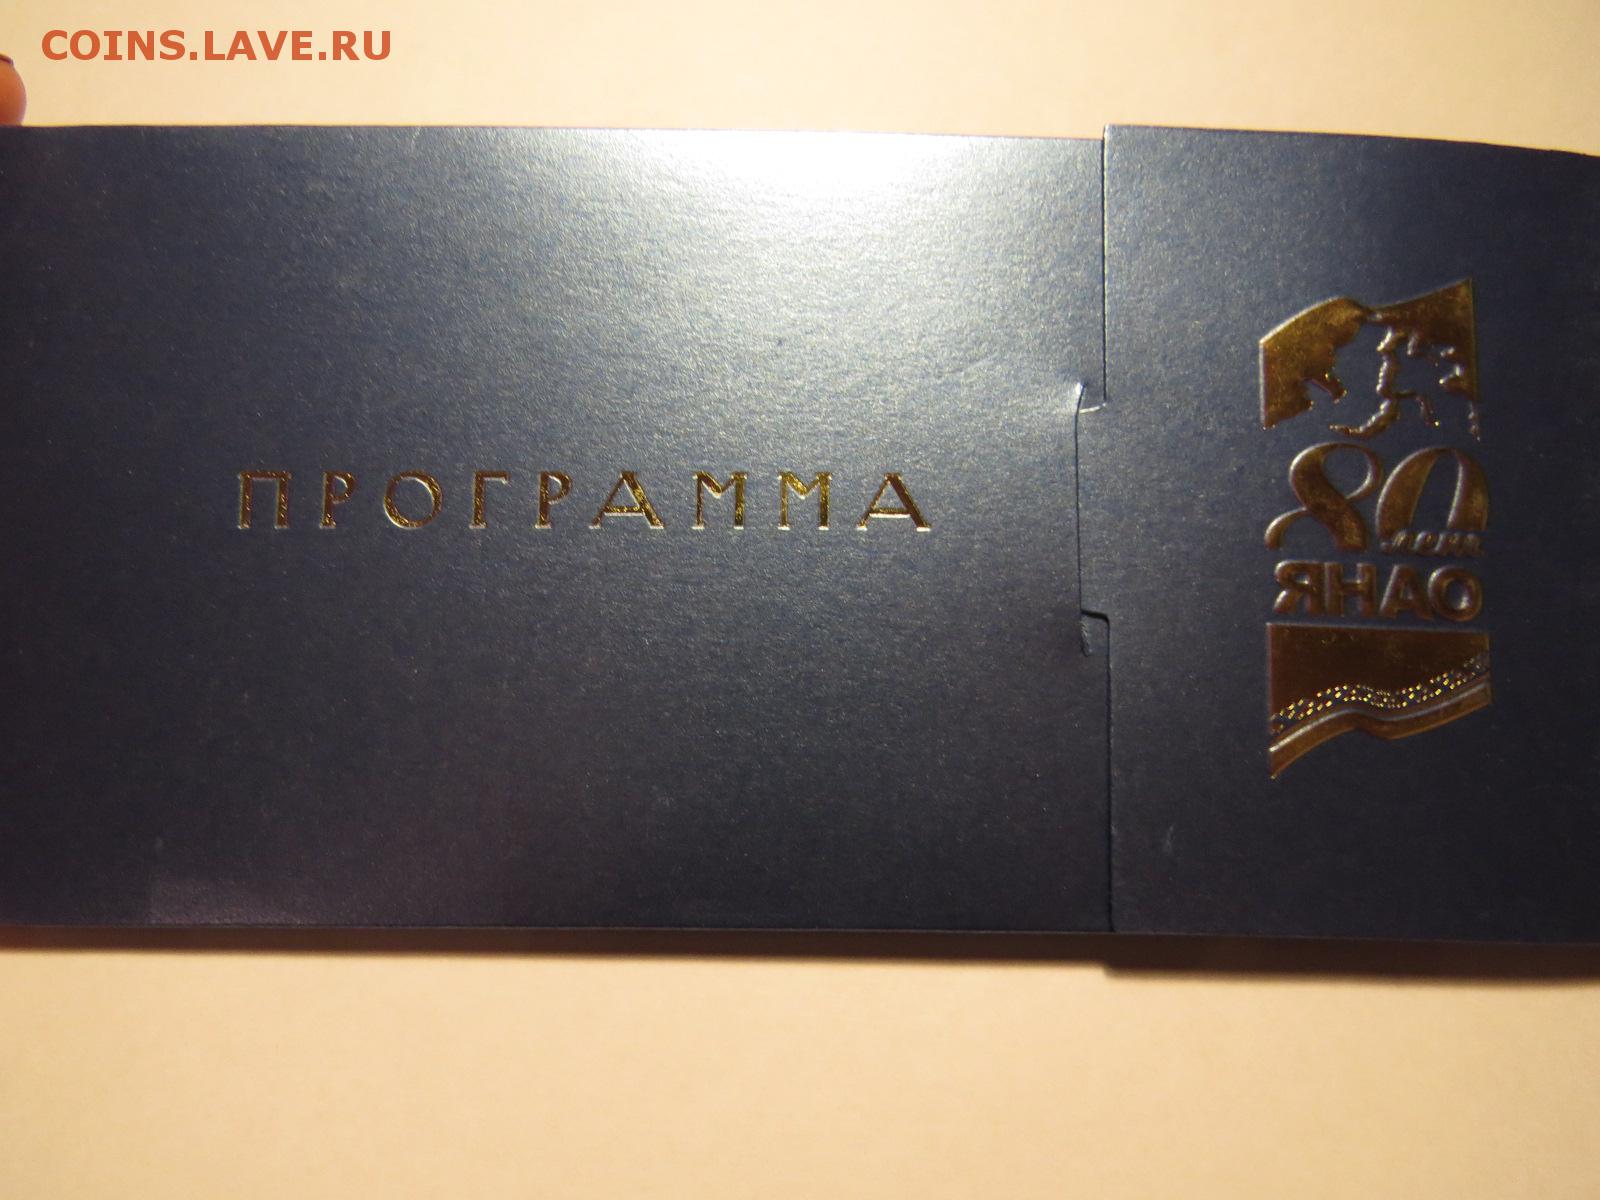 COINS.LAVE.RU
ПРОГРАММА
80
лет
ЯНАО